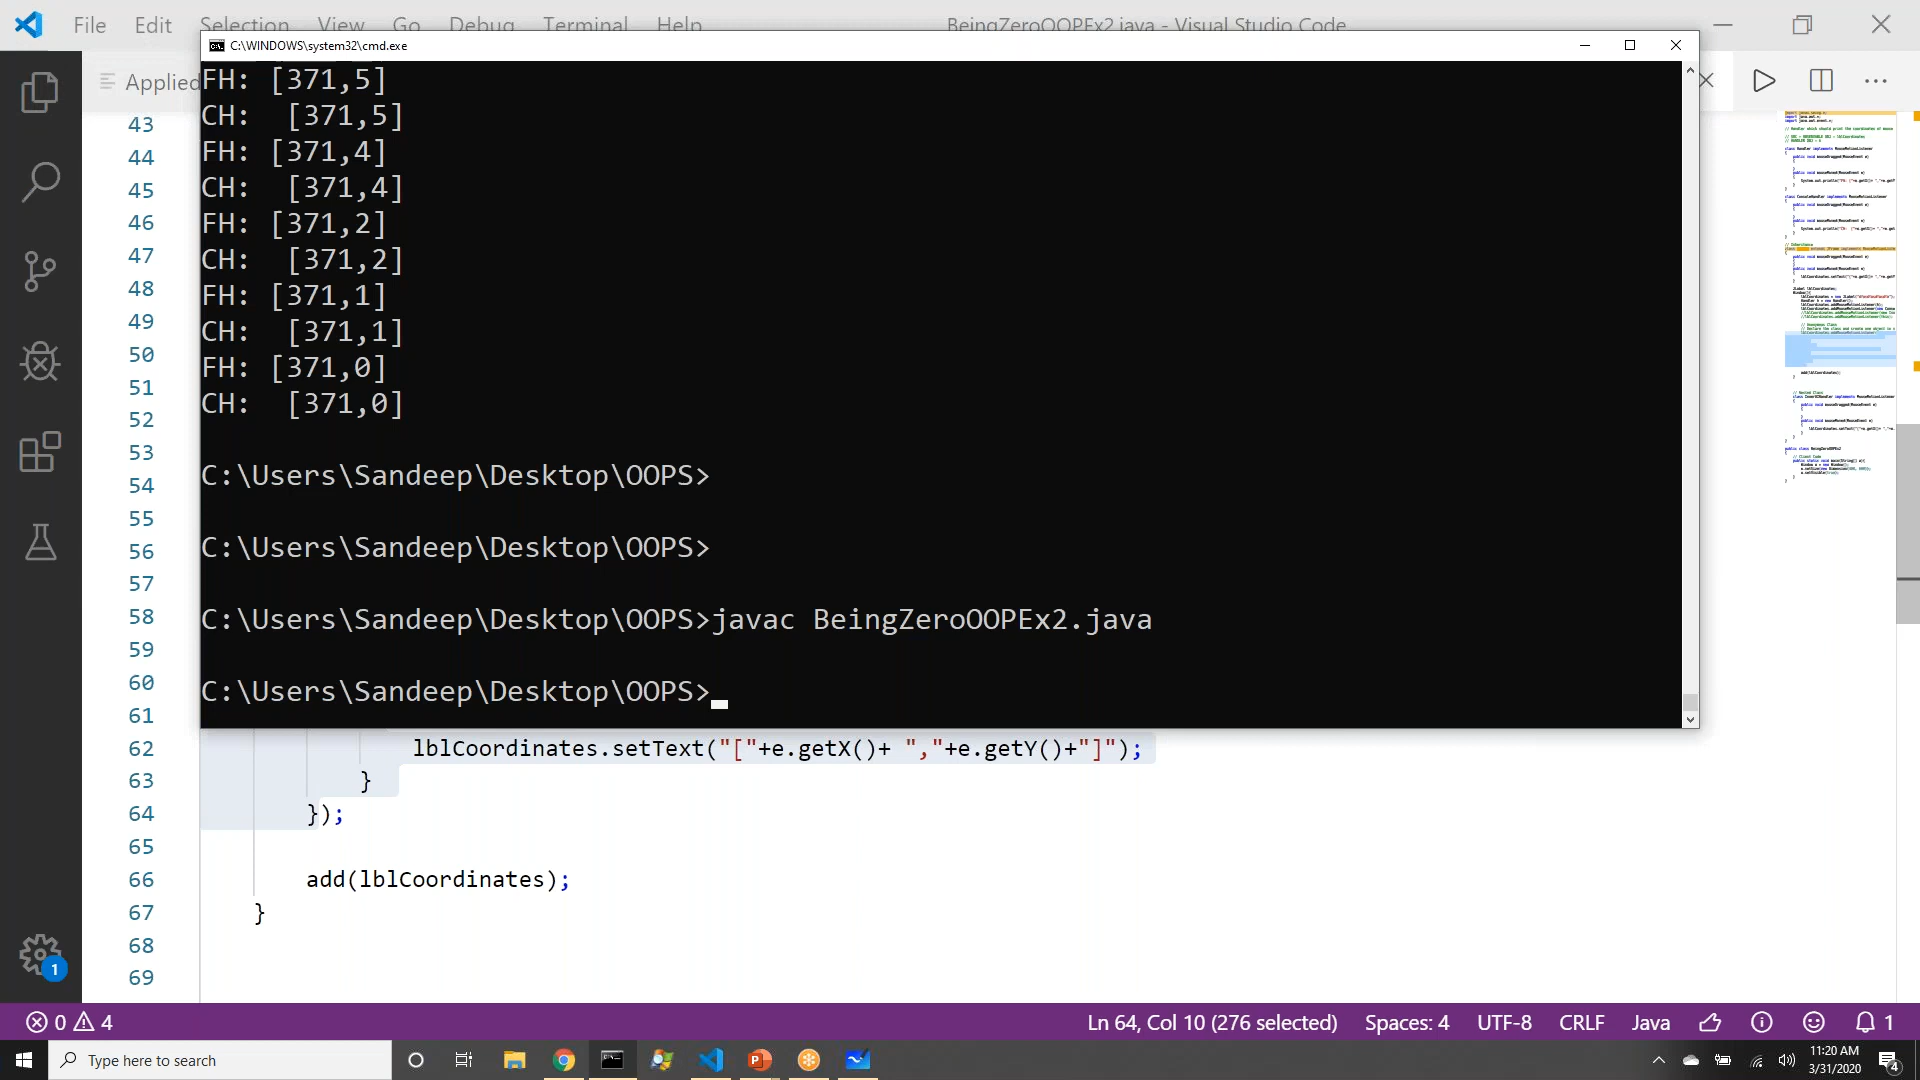 File Edit Selection View Go Debug Terminal Help BeingZeroOOPEx2.java - Visual Studio Code
C:\WINDOWS\system32\cmd.exe
Applied
FH: [371,5]
CH:  [371,5]
FH: [371,4]
CH:  [371,4]
FH: [371,2]
CH:  [371,2]
FH: [371,1]
CH:  [371,1]
FH: [371,0]
CH:  [371,0]
C:\Users\Sandeep\Desktop\OOPS>
C:\Users\Sandeep\Desktop\OOPS>
C:\Users\Sandeep\Desktop\OOPS>javac BeingZeroOOPEx2.java
C:\Users\Sandeep\Desktop\OOPS>
43
44
45
46
47
48
49
50
51
52
53
54
55
56
57
58
59
60
61
62 lblCoordinates.setText("["+e.getX()+ ","+e.getY()+"]");
63 }
64 });
65
66 add(lblCoordinates);
67 }
68
69
1
0 4 Ln 64, Col 10 (276 selected) Spaces: 4 UTF-8 CRLF Java 1
Type here to search
11:20 AM
3/31/2020
4